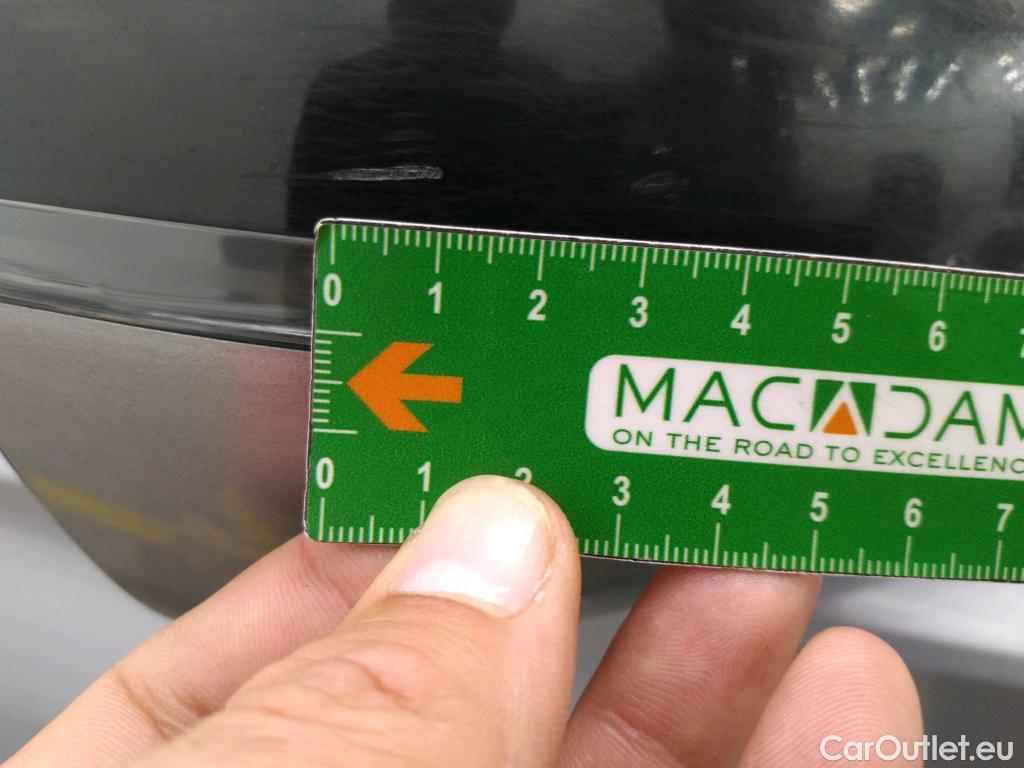 0 1 2 3 4 5 6
MACADAM
ON THE ROAD TO EXCELLENC
0 1 2 3 4 5 6 7
CarOutlet.eu